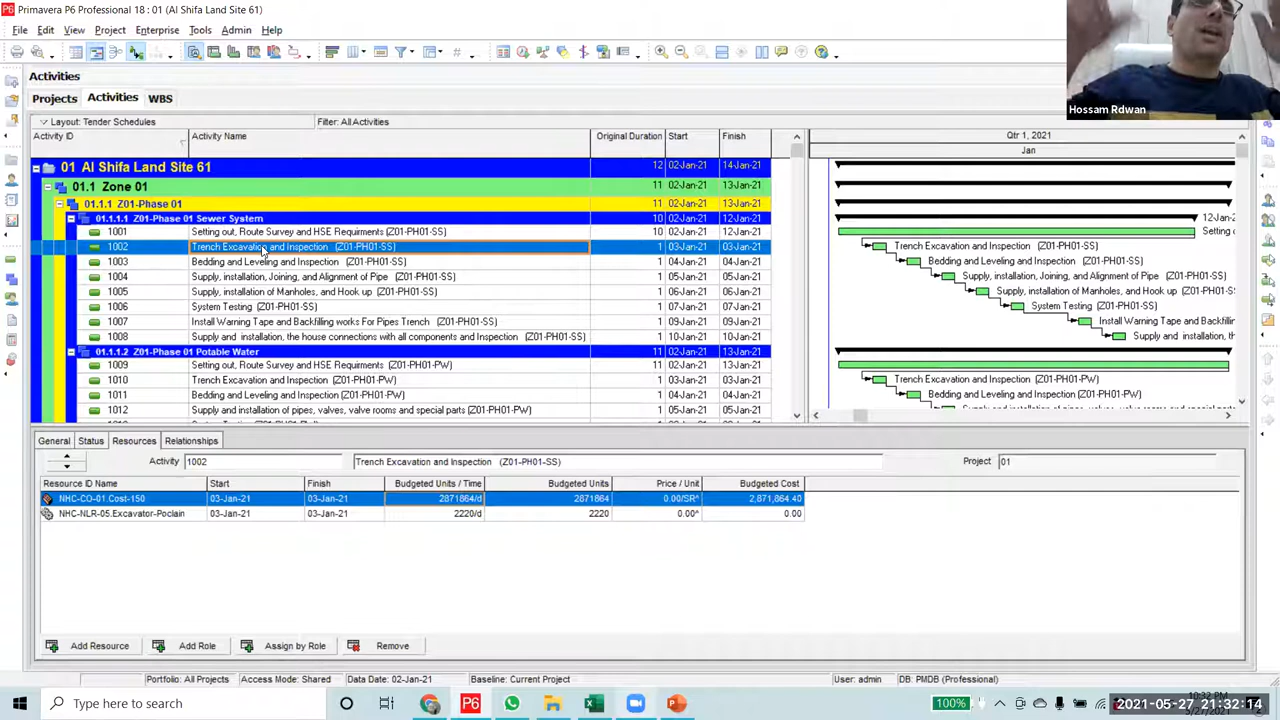 Primavera P6 Professional 18 : 01 (Al Shifa Land Site 61)
File Edit View Project Enterprise Tools Admin Help
Hossam Rdwan
Activities
Projects Activities WBS
Layout: Tender Schedules Filter: All Activities
Activity ID Activity Name Original Duration Start Finish Qtr 1, 2021
Jan
01 Al Shifa Land Site 61 12 02-Jan-21 14-Jan-21
01.1 Zone 01 11 02-Jan-21 13-Jan-21
01.1.1 Z01-Phase 01 11 02-Jan-21 13-Jan-21
01.1.1.1 Z01-Phase 01 Sewer System 10 02-Jan-21 12-Jan-21 12-Jan
1001 Setting out, Route Survey and HSE Requirments (Z01-PH01-SS) 10 02-Jan-21 12-Jan-21 Setting o
1002 Trench Excavation and Inspection (Z01-PH01-SS) 1 03-Jan-21 03-Jan-21 Trench Excavation and Inspection (Z01-PH01-SS)
1003 Bedding and Leveling and Inspection (Z01-PH01-SS) 1 04-Jan-21 04-Jan-21 Bedding and Leveling and Inspection (Z01-PH01-SS)
1004 Supply, installation, Joining, and Alignment of Pipe (Z01-PH01-SS) 1 05-Jan-21 05-Jan-21 Supply, installation, Joining, and Alignment of Pipe (Z01-PH01-SS)
1005 Supply, installation of Manholes, and Hook up (Z01-PH01-SS) 1 06-Jan-21 06-Jan-21 Supply, installation of Manholes, and Hook up (Z01-PH01-SS)
1006 System Testing (Z01-PH01-SS) 1 07-Jan-21 07-Jan-21 System Testing (Z01-PH01-SS)
1007 Install Warning Tape and Backfilling works For Pipes Trench (Z01-PH01-SS) 1 09-Jan-21 09-Jan-21 Install Warning Tape and Backfillin
1008 Supply and installation, the house connections with all components and Inspection (Z01-PH01-SS) 1 10-Jan-21 10-Jan-21 Supply and installation, th
01.1.1.2 Z01-Phase 01 Potable Water 11 02-Jan-21 13-Jan-21
1009 Setting out, Route Survey and HSE Requirments (Z01-PH01-PW) 11 02-Jan-21 13-Jan-21
1010 Trench Excavation and Inspection (Z01-PH01-PW) 1 03-Jan-21 03-Jan-21 Trench Excavation and Inspection (Z01-PH01-PW)
1011 Bedding and Leveling and Inspection (Z01-PH01-PW) 1 04-Jan-21 04-Jan-21 Bedding and Leveling and Inspection (Z01-PH01-PW)
1012 Supply and installation of pipes, valves, valve rooms and special parts (Z01-PH01-PW) 1 05-Jan-21 05-Jan-21
General Status Resources Relationships
Activity 1002 Trench Excavation and Inspection (Z01-PH01-SS) Project 01
Resource ID Name Start Finish Budgeted Units / Time Budgeted Units Price / Unit Budgeted Cost
NHC-CO-01.Cost-150 03-Jan-21 03-Jan-21 2871864/d 2871864 0.00/SR^ 2,871,864.40
NHC-NLR-05.Excavator-Poclain 03-Jan-21 03-Jan-21 2220/d 2220 0.00^ 0.00
Add Resource Add Role Assign by Role Remove
Portfolio: All Projects Access Mode: Shared Data Date: 02-Jan-21 Baseline: Current Project User: admin DB: PMDB (Professional)
Type here to search 100% 10:32 PM
2021-05-27 21:32:14